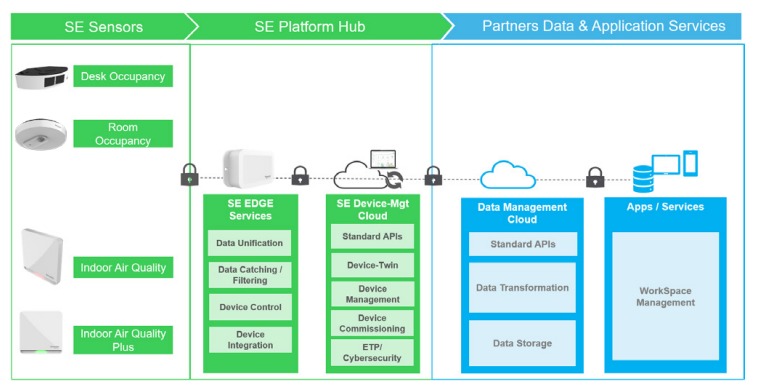 SE Sensors
SE Platform Hub
Partners Data & Application Services
Desk Occupancy
Room
Occupancy
Indoor Air Quality
Indoor Air Quality
Plus
SE EDGE
Services
Data Unification
Data Catching /
Filtering
Device Control
Device
Integration
SE Device-Mgt
Cloud
Standard APIs
Device-Twin
Device
Management
Device
Commissioning
ETP/
Cybersecurity
Data Management
Cloud
Standard APIs
Data Transformation
Data Storage
Apps / Services
WorkSpace
Management